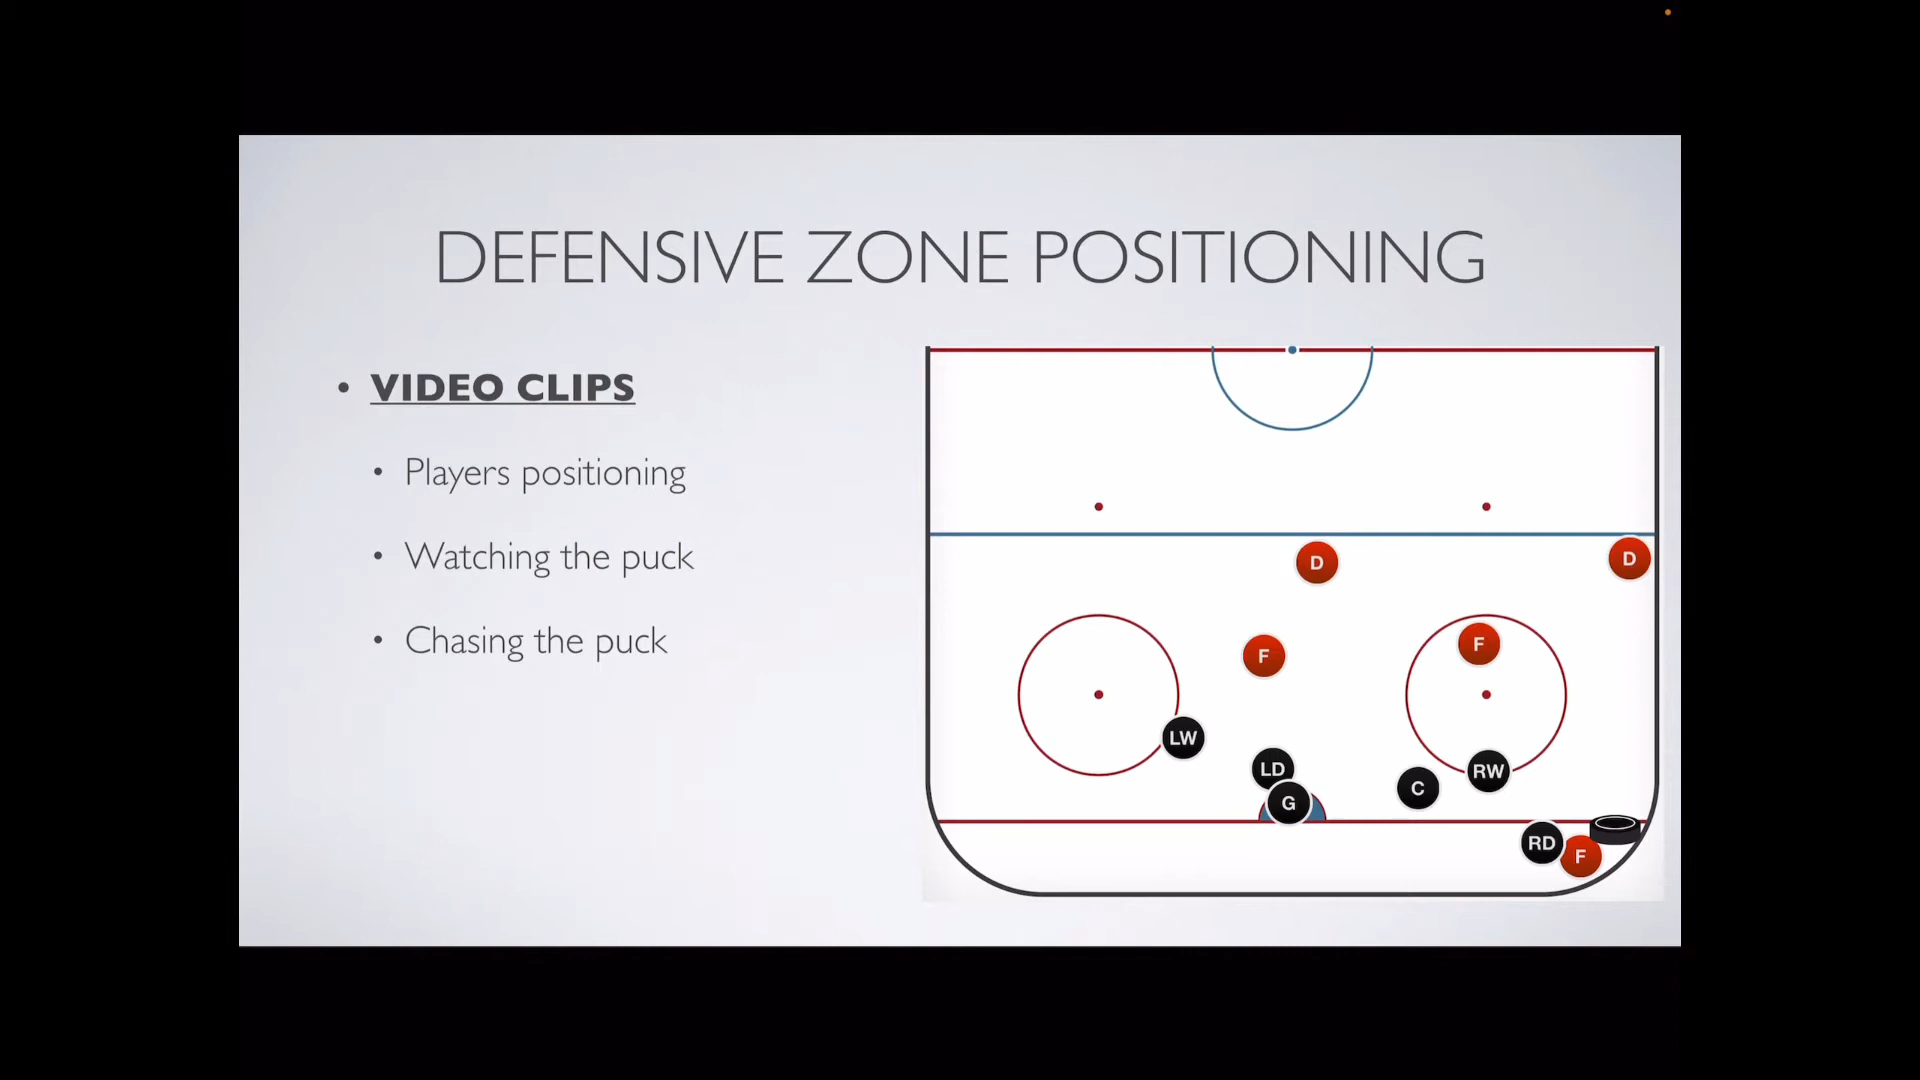 DEFENSIVE ZONE POSITIONING
• VIDEO CLIPS
• Players positioning
• Watching the puck
• Chasing the puck
D
D
F
F
LW
LD
RW
C
G
RD
F